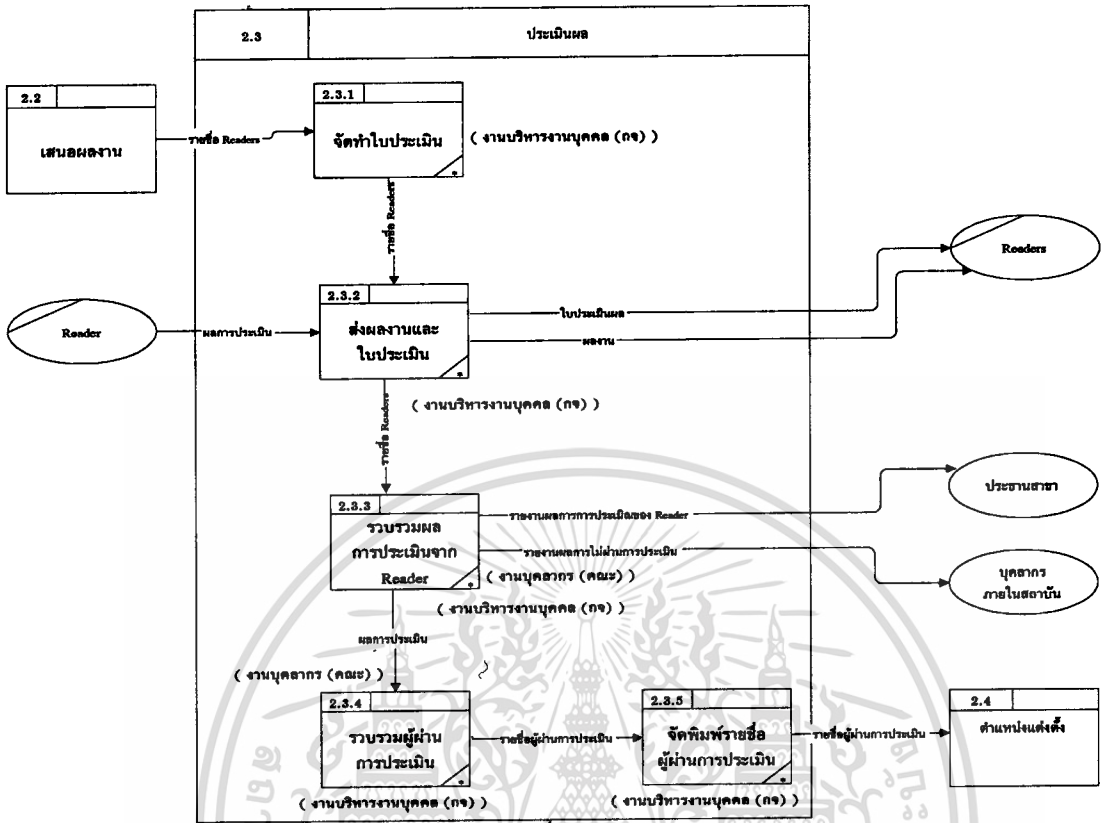 2.3
ประเมินผล
2.2
เสนอผลงาน
รายชื่อ Readers
2.3.1
จัดทำใบประเมิน
( งานบริหารงานบุคคล (กจ) )
รายชื่อ Readers
Readers
Reader
ผลการประเมิน
2.3.2
ส่งผลงานและ
ใบประเมิน
ใบประเมินผล
ผลงาน
( งานบริหารงานบุคคล (กจ) )
รายชื่อ Readers
2.3.3
รวบรวมผล
การประเมินจาก
Reader
รายงานผลการการประเมินของ Reader
รายงานผลการไม่ผ่านการประเมิน
ประธานสาขา
บุคลากร
ภายในสถาบัน
( งานบุคลากร (คณะ) )
( งานบริหารงานบุคคล (กจ) )
ผลการประเมิน
( งานบุคลากร (คณะ) )
2.3.4
รวบรวมผู้ผ่าน
การประเมิน
รายชื่อผู้ผ่านการประเมิน
2.3.5
จัดพิมพ์รายชื่อ
ผู้ผ่านการประเมิน
รายชื่อผู้ผ่านการประเมิน
2.4
ตำแหน่งแต่งตั้ง
( งานบริหารงานบุคคล (กจ) )
( งานบริหารงานบุคคล (กจ) )